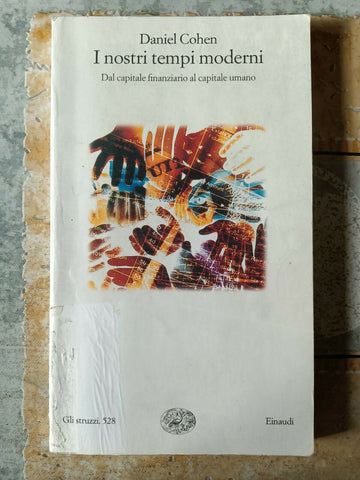 Daniel Cohen
I nostri tempi moderni
Dal capitale finanziario al capitale umano
Gli struzzi. 528
Einaudi